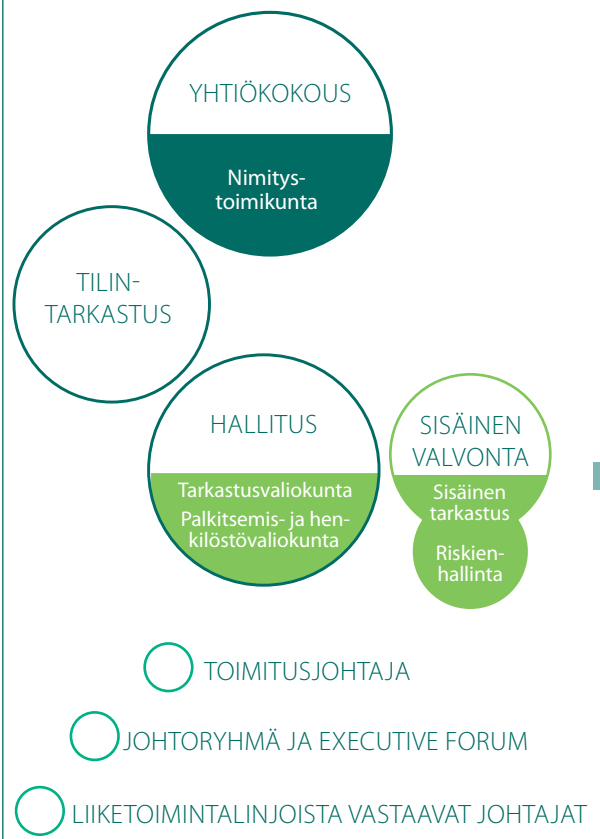 YHTIÖKOKOUS
Nimitys-
toimikunta
TILIN-
TARKASTUS
HALLITUS
Tarkastusvaliokunta
Palkitsemis- ja hen-
kilöstövaliokunta
SISÄINEN
VALVONTA
Sisäinen
tarkastus
Riskien-
hallinta
TOIMITUSJOHTAJA
JOHTORYHMÄ JA EXECUTIVE FORUM
LIIKETOIMINTALINJOISTA VASTAAVAT JOHTAJAT